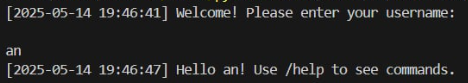 [2025-05-14 19:46:41] Welcome! Please enter your username:
an
[2025-05-14 19:46:47] Hello an! Use /help to see commands.